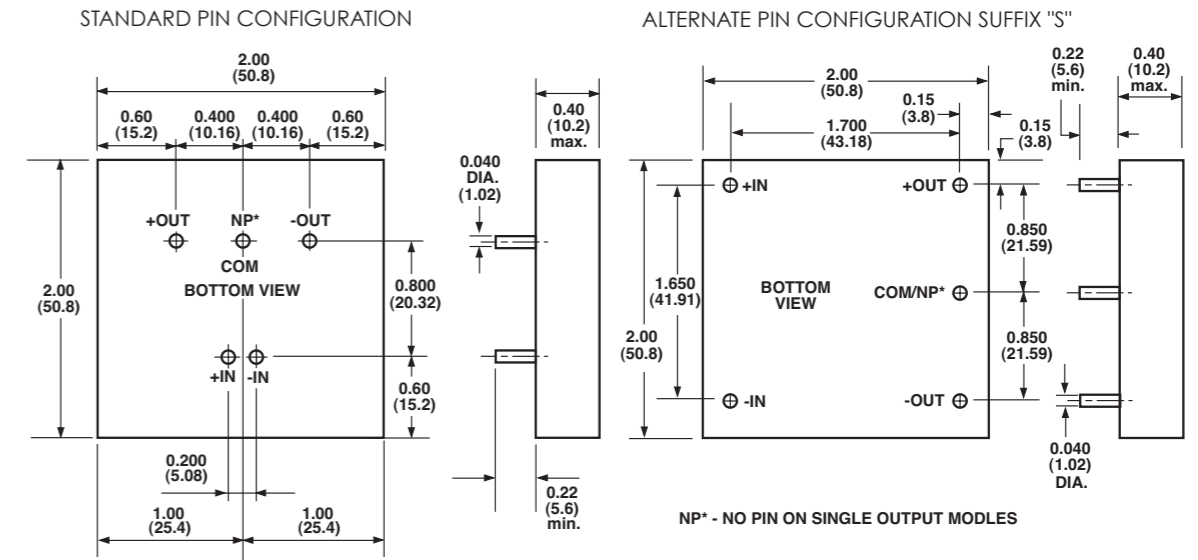 STANDARD PIN CONFIGURATION
2.00
(50.8)
0.60
(15.2)
0.400
(10.16)
0.400
(10.16)
0.60
(15.2)
0.40
(10.2)
max.
0.040
DIA.
(1.02)
+OUT
NP*
-OUT
COM
BOTTOM VIEW
2.00
(50.8)
0.800
(20.32)
+IN
-IN
0.60
(15.2)
0.200
(5.08)
1.00
(25.4)
1.00
(25.4)
0.22
(5.6)
min.
ALTERNATE PIN CONFIGURATION SUFFIX "S"
2.00
(50.8)
0.15
(3.8)
1.700
(43.18)
0.15
(3.8)
0.22
(5.6)
min.
0.40
(10.2)
max.
+IN
+OUT
0.850
(21.59)
1.650
(41.91)
BOTTOM
VIEW
COM/NP*
2.00
(50.8)
0.850
(21.59)
-IN
-OUT
0.040
(1.02)
DIA.
NP* - NO PIN ON SINGLE OUTPUT MODLES